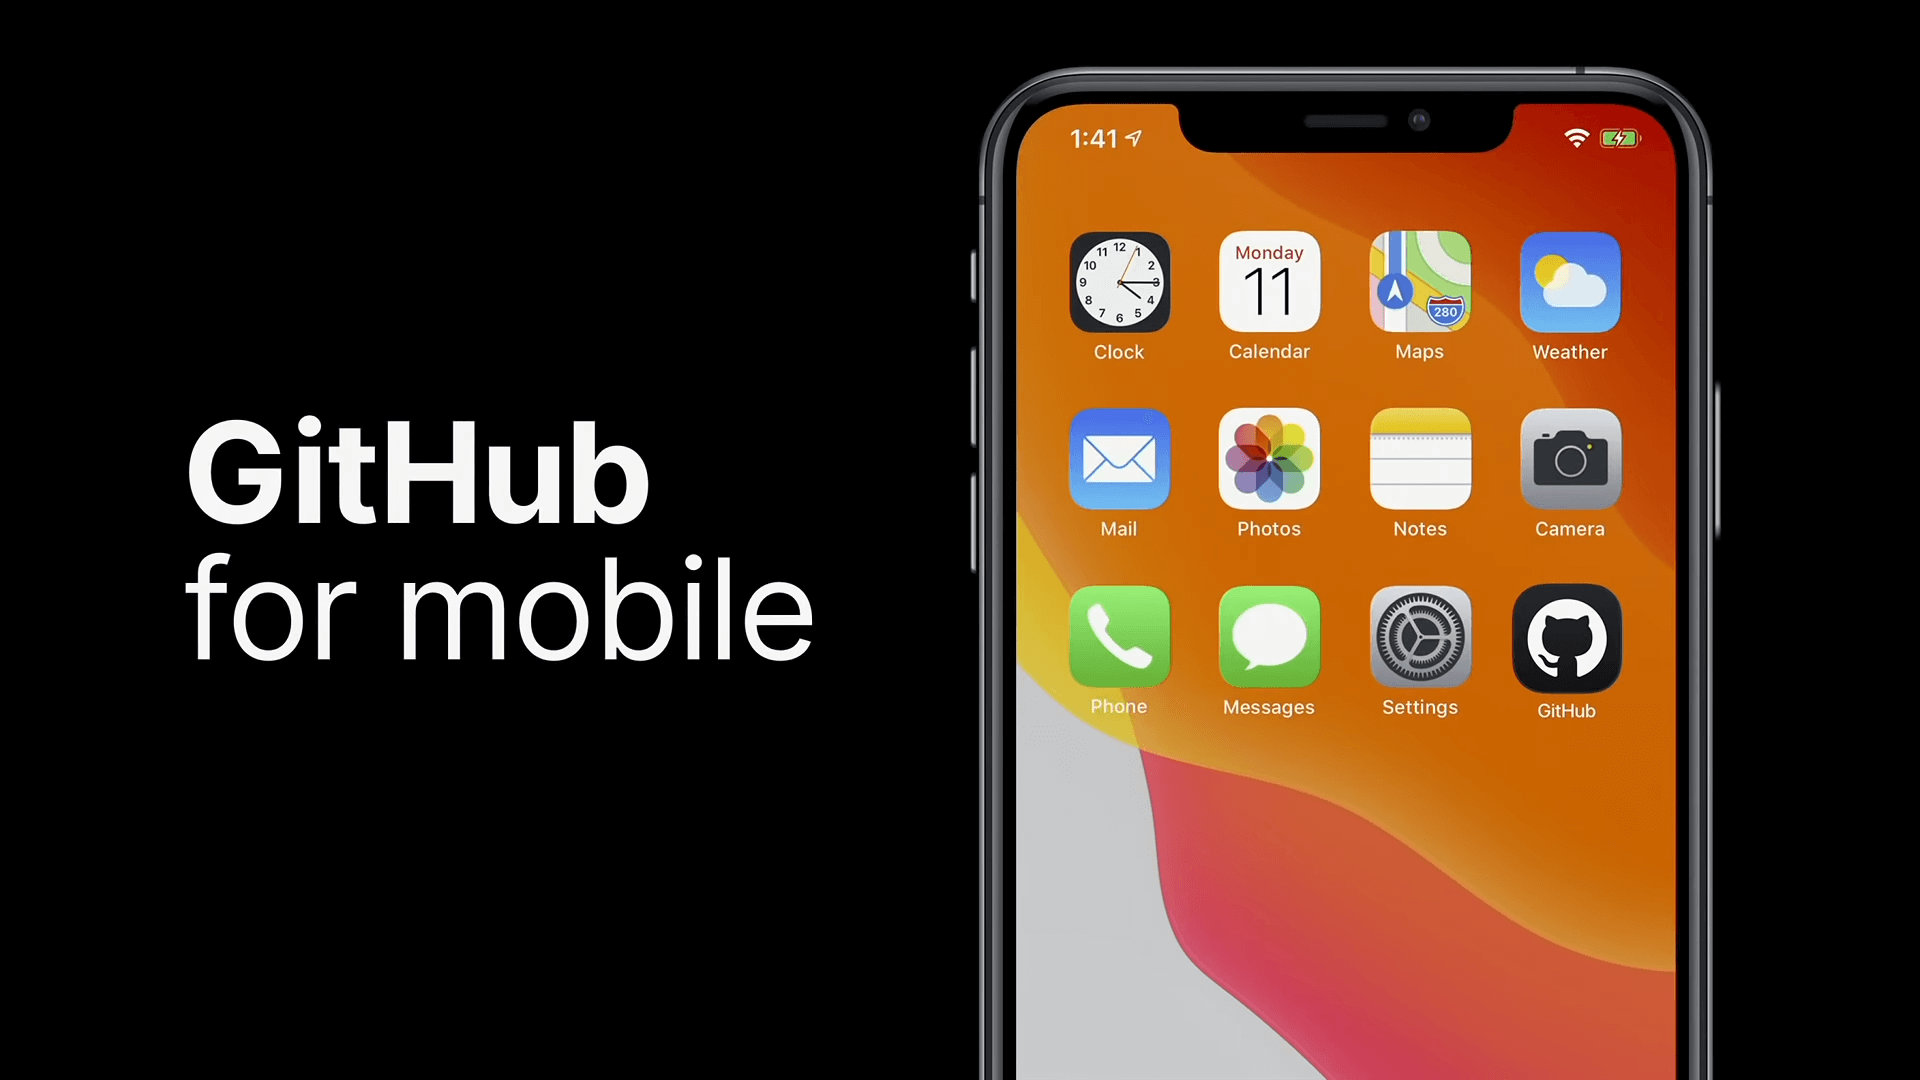 GitHub
for mobile
1:41
12
11 1
10 2
9 3
8 4
7 5
6
Clock
Monday
11
Calendar
280
Maps
Weather
Mail
Photos
Notes
Camera
Phone
Messages
Settings
GitHub